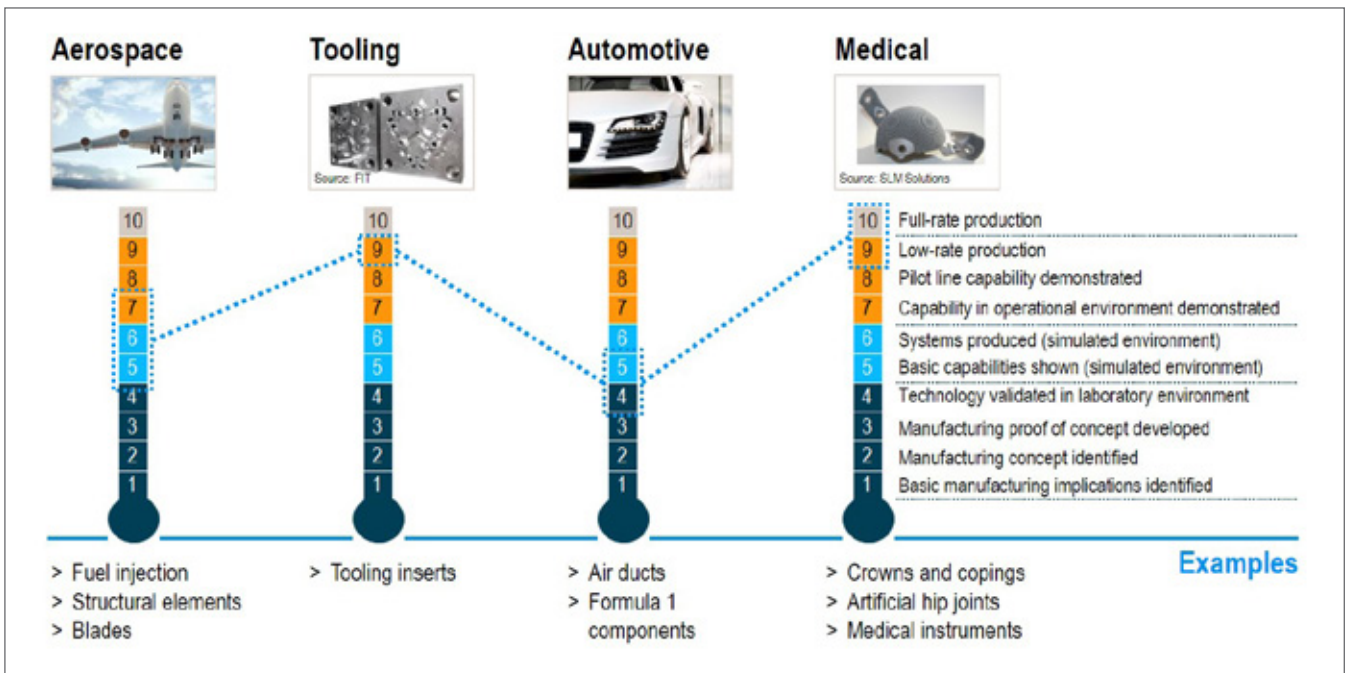 Aerospace
Tooling
Automotive
Medical
Source: FIT
Source: SLM Solutions
10
9
8
7
6
5
4
3
2
1
10
9
8
7
6
5
4
3
2
1
10
9
8
7
6
5
4
3
2
1
10 Full-rate production
9 Low-rate production
8 Pilot line capability demonstrated
7 Capability in operational environment demonstrated
6 Systems produced (simulated environment)
5 Basic capabilities shown (simulated environment)
4 Technology validated in laboratory environment
3 Manufacturing proof of concept developed
2 Manufacturing concept identified
1 Basic manufacturing implications identified
Examples
> Fuel injection
> Structural elements
> Blades
> Tooling inserts
> Air ducts
> Formula 1
components
> Crowns and copings
> Artificial hip joints
> Medical instruments